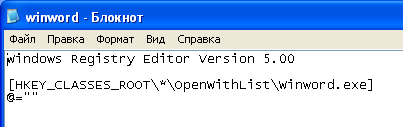 winword - Блокнот
Файл Правка Формат Вид Справка
Windows Registry Editor Version 5.00
[HKEY_CLASSES_ROOT\*\OpenWithList\Winword.exe]
@=""